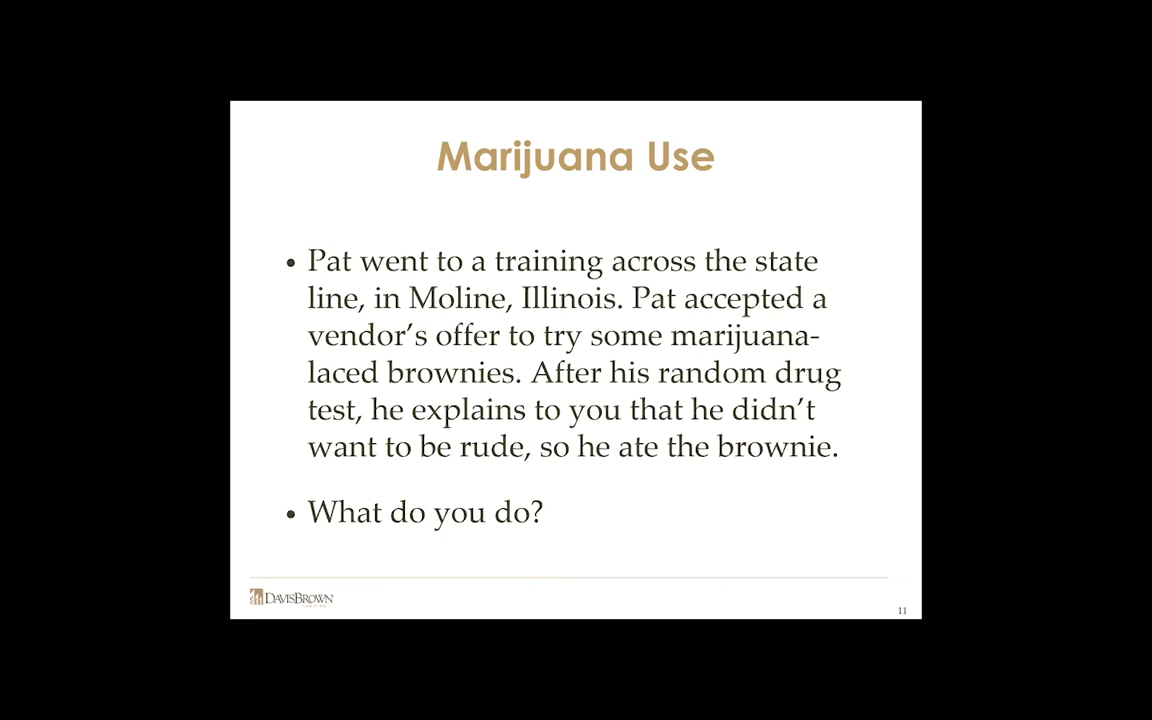 Marijuana Use
• Pat went to a training across the state
line, in Moline, Illinois. Pat accepted a
vendor's offer to try some marijuana-
laced brownies. After his random drug
test, he explains to you that he didn't
want to be rude, so he ate the brownie.
• What do you do?
DAVISBROWN
11